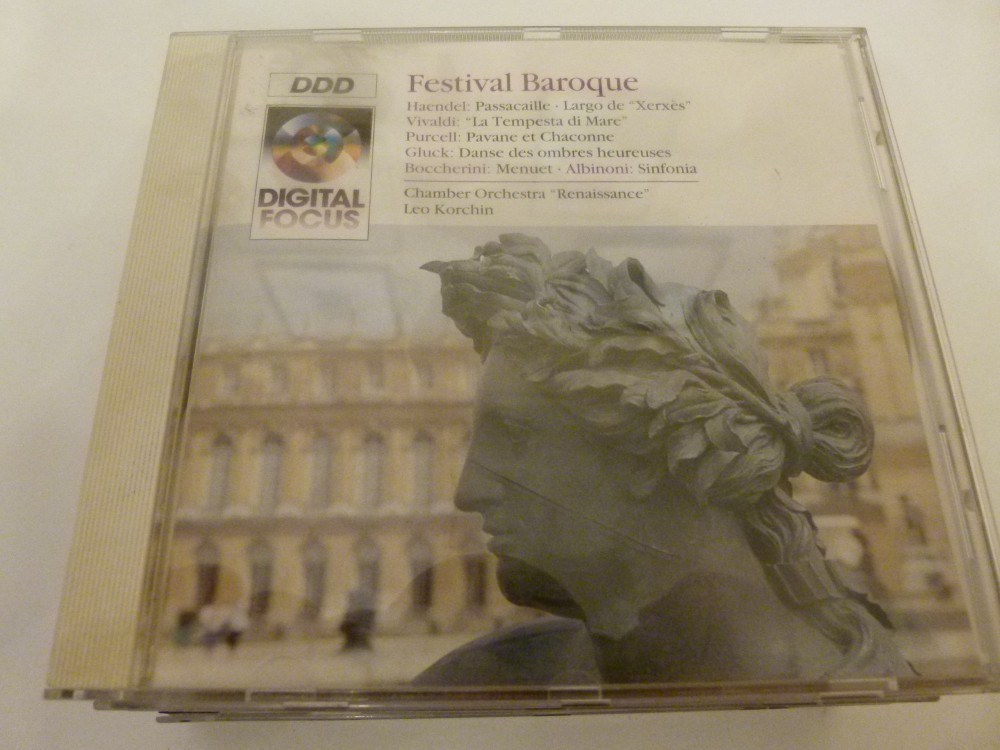 DDD
DIGITAL
FOCUS
Festival Baroque
Haendel: Passacaille · Largo de "Xerxès"
Vivaldi: "La Tempesta di Mare"
Purcell: Pavane et Chaconne
Gluck: Danse des ombres heureuses
Boccherini: Menuet · Albinoni: Sinfonia
Chamber Orchestra "Renaissance"
Leo Korchin